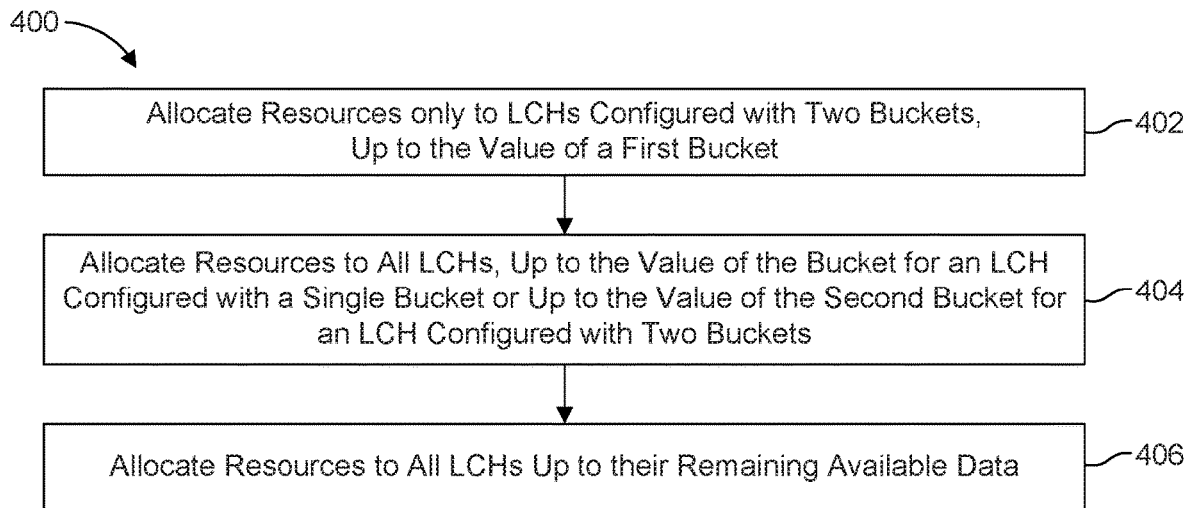 400
Allocate Resources only to LCHs Configured with Two Buckets,
Up to the Value of a First Bucket
402
Allocate Resources to All LCHs, Up to the Value of the Bucket for an LCH
Configured with a Single Bucket or Up to the Value of the Second Bucket for
an LCH Configured with Two Buckets
404
Allocate Resources to All LCHs Up to their Remaining Available Data
406